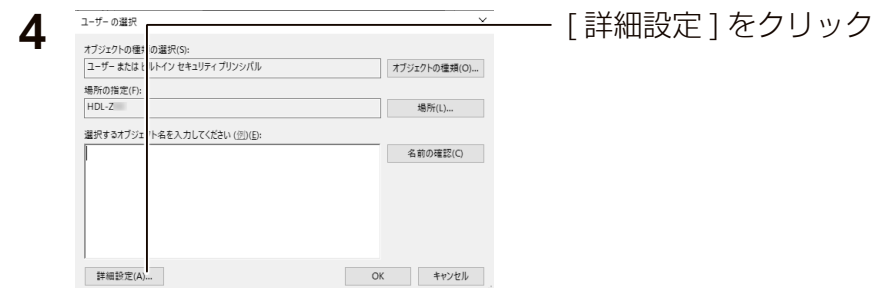 4
ユーザー の選択
[ 詳細設定 ] をクリック
オブジェクトの種類の選択(S):
ユーザー または ビルトイン セキュリティ プリンシパル
オブジェクトの種類(O)...
場所の指定(F):
HDL-Z
場所(L)...
選択するオブジェクト名を入力してください (例)(E):
名前の確認(C)
詳細設定(A)...
OK
キャンセル